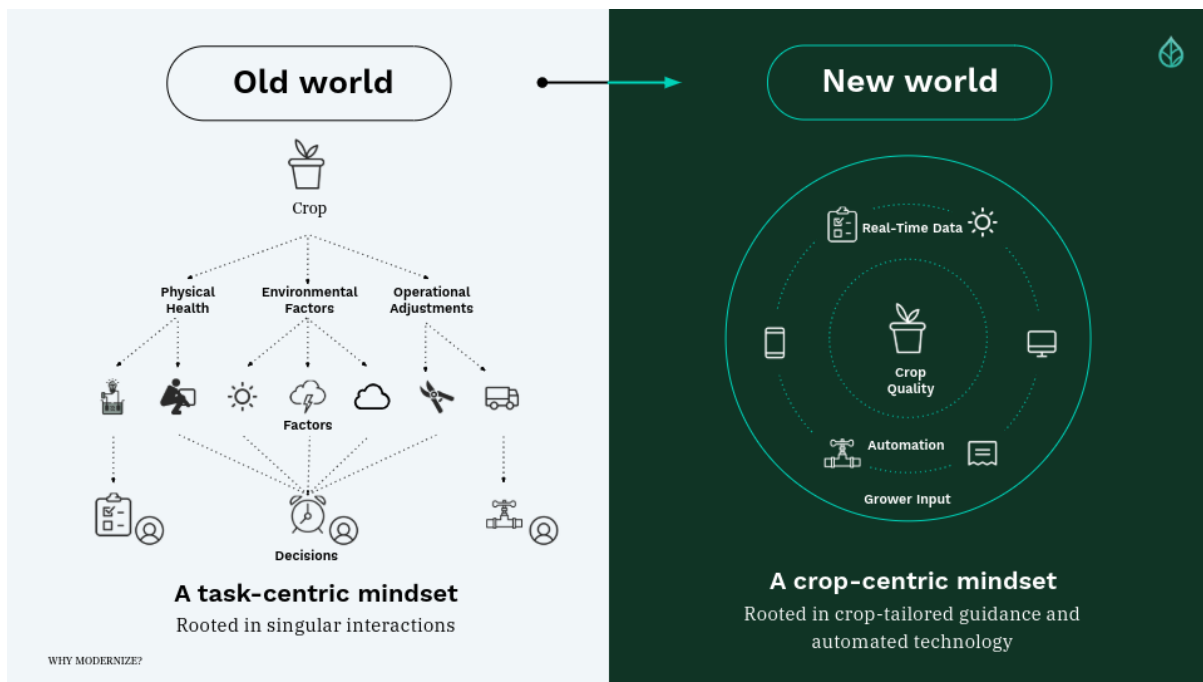 Old world
New world
Crop
Physical
Health
Environmental
Factors
Operational
Adjustments
Factors
Decisions
A task-centric mindset
Rooted in singular interactions
WHY MODERNIZE?
Real-Time Data
Crop
Quality
Automation
Grower Input
A crop-centric mindset
Rooted in crop-tailored guidance and
automated technology